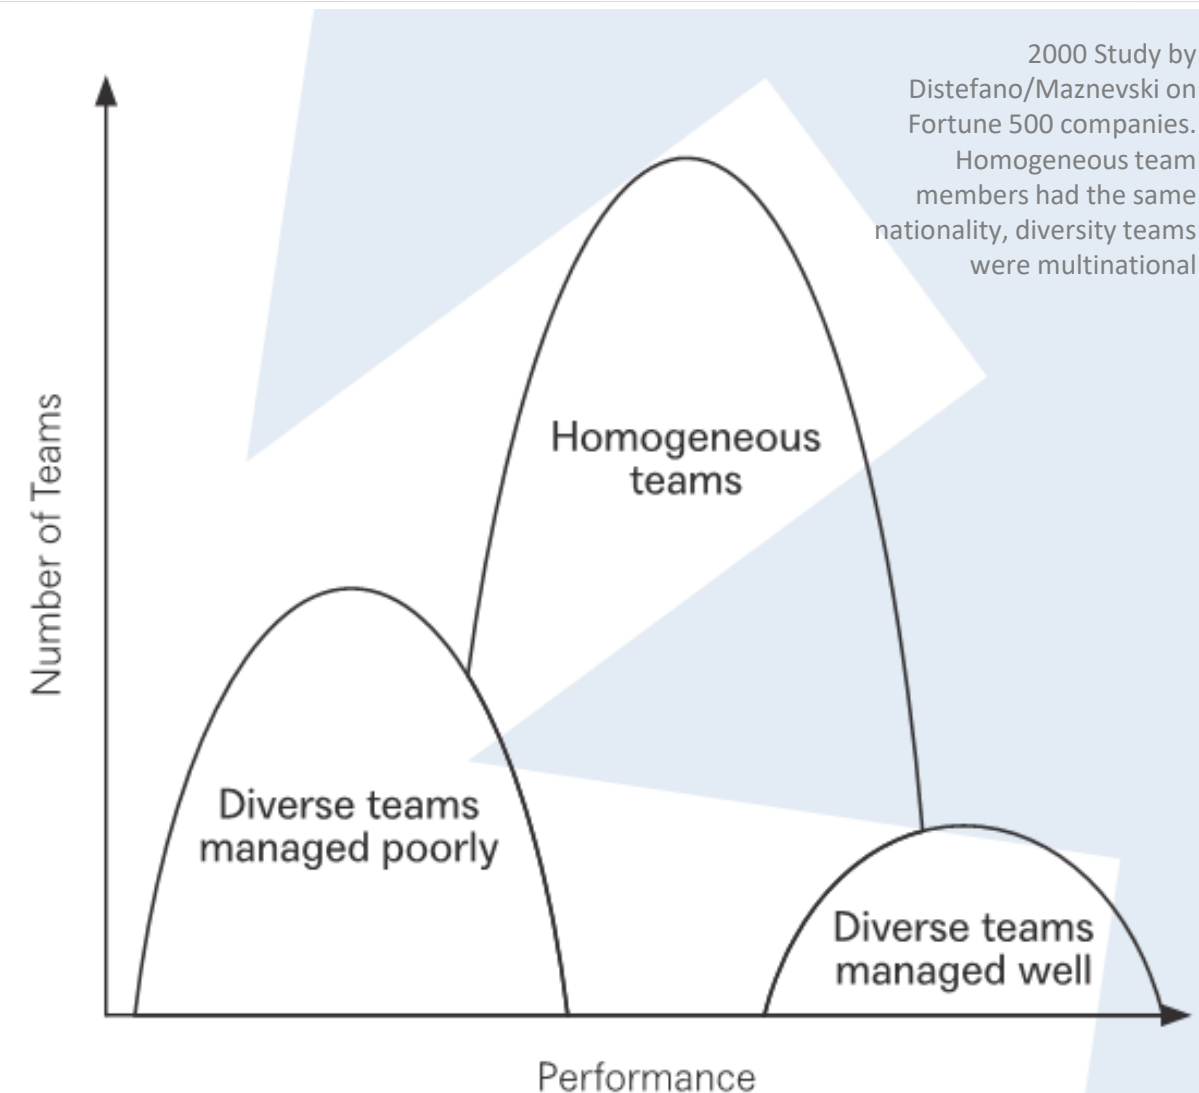 2000 Study by
Distefano/Maznevski on
Fortune 500 companies.
Homogeneous team
members had the same
nationality, diversity teams
were multinational
Number of Teams
Homogeneous
teams
Diverse teams
managed poorly
Diverse teams
managed well
Performance